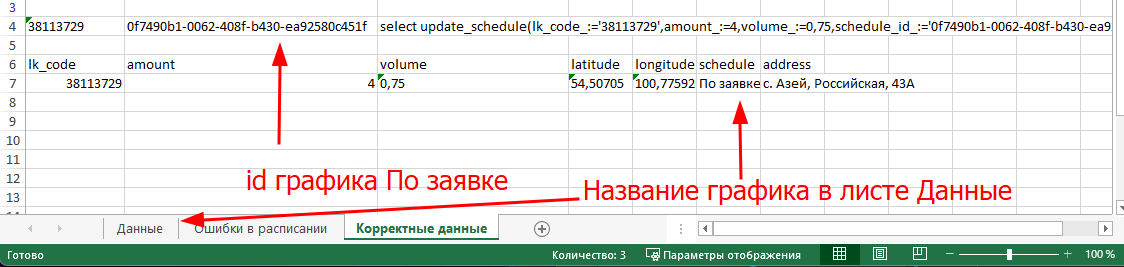 3
4 38113729 0f7490b1-0062-408f-b430-ea92580c451f select update_schedule(lk_code_:='38113729',amount_:=4,volume_:=0,75,schedule_id_:='0f7490b1-0062-408f-b430-ea9
5
6 lk_code amount volume latitude longitude schedule address
7 38113729 4 0,75 54,50705 100,77592 По заявке с. Азей, Российская, 43А
8
9
10
11
12
13
id графика По заявке
Название графика в листе Данные
Данные Ошибки в расписании Корректные данные
Готово Количество: 3 Параметры отображения 100 %